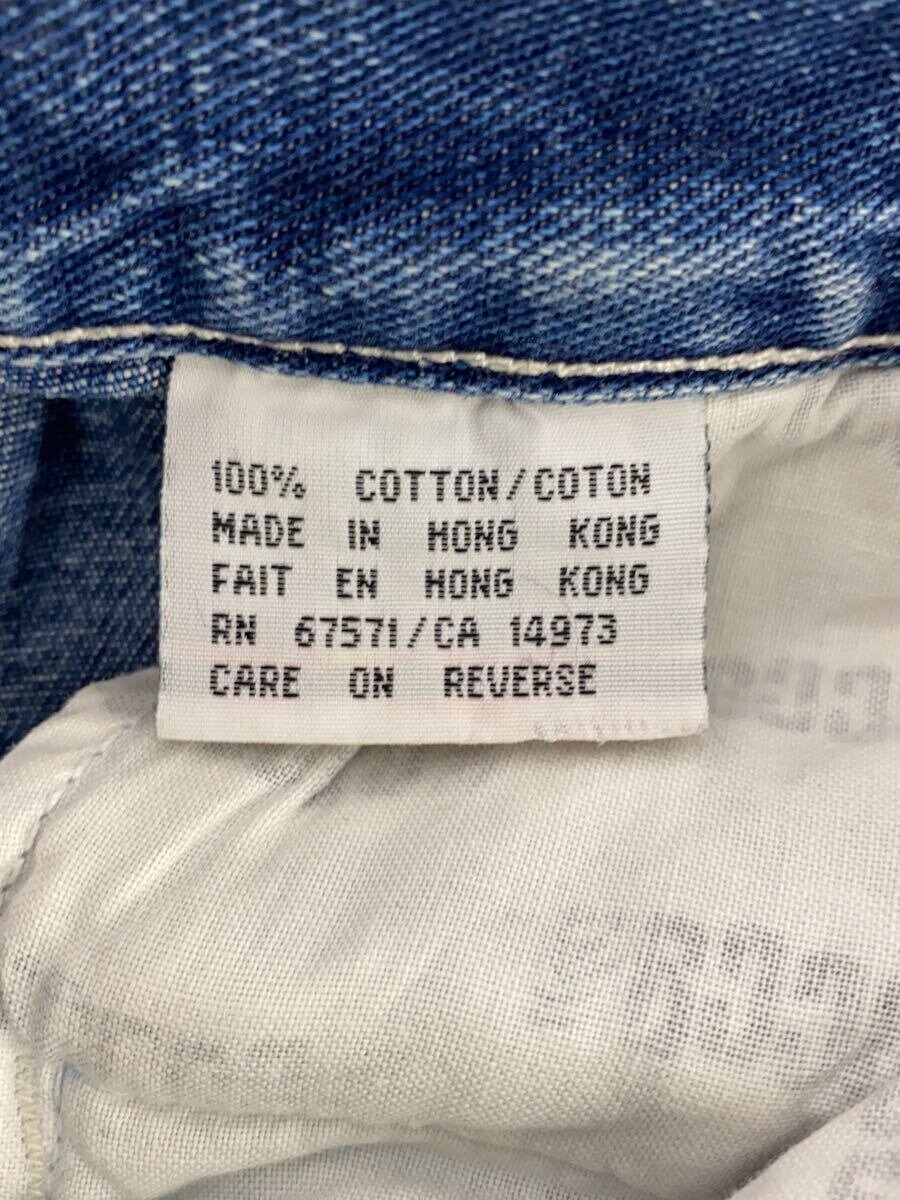 100% COTTON/COTON
MADE IN HONG KONG
FAIT EN HONG KONG
RN 67571/CA 14973
CARE ON REVERSE